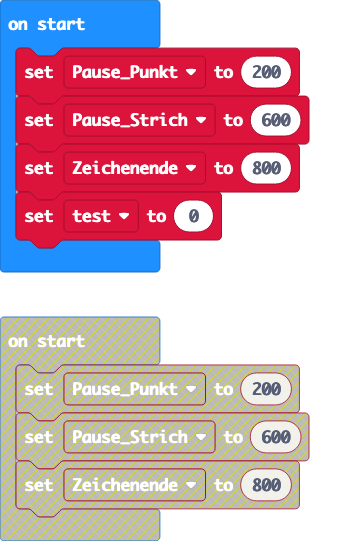 on start
set Pause_Punkt to 200
set Pause_Strich to 600
set Zeichenende to 800
set test to 0
on start
set Pause_Punkt to 200
set Pause_Strich to 600
set Zeichenende to 800